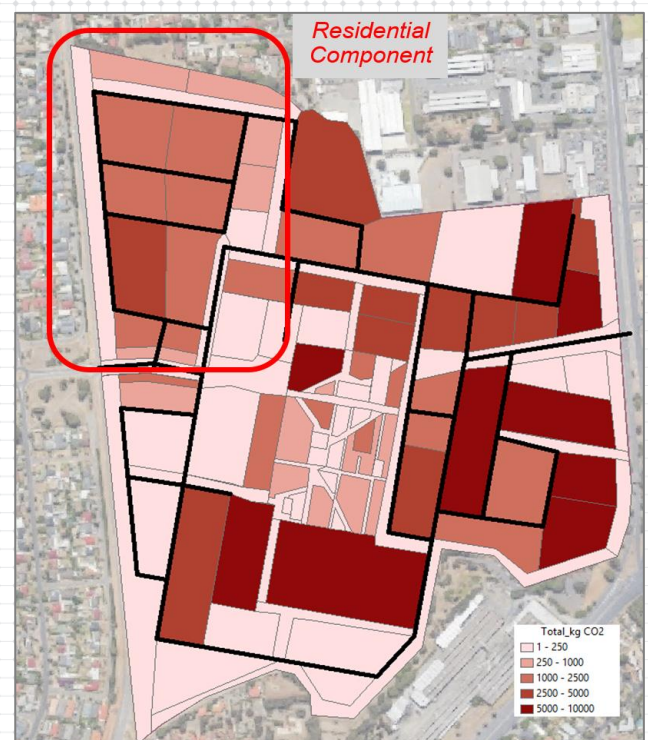 Residential
Component
Total_kg CO2
1 - 250
250 - 1000
1000 - 2500
2500 - 5000
5000 - 10000